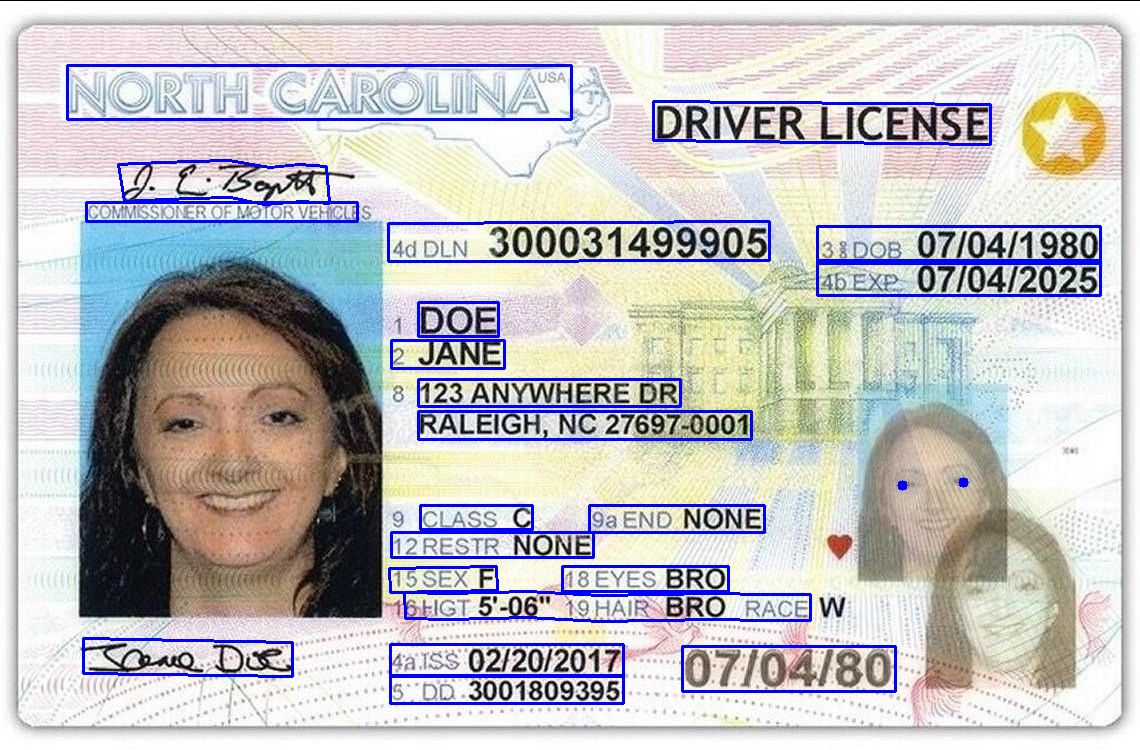 NORTH CAROLINA USA
DRIVER LICENSE
COMMISSIONER OF MOTOR VEHICLES
4d DLN 300031499905
3 DOB 07/04/1980
4b EXP 07/04/2025
1 DOE
2 JANE
8 123 ANYWHERE DR
RALEIGH, NC 27697-0001
9 CLASS C 9a END NONE
12 RESTR NONE
15 SEX F 18 EYES BRO
16 HGT 5'-06" 19 HAIR BRO RACE W
Jane Doe
4a ISS 02/20/2017
07/04/80
5 DD 3001809395